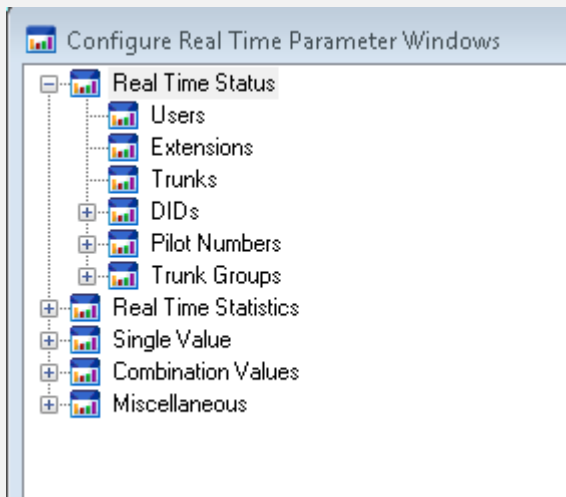 Configure Real Time Parameter Windows
Real Time Status
Users
Extensions
Trunks
DIDs
Pilot Numbers
Trunk Groups
Real Time Statistics
Single Value
Combination Values
Miscellaneous